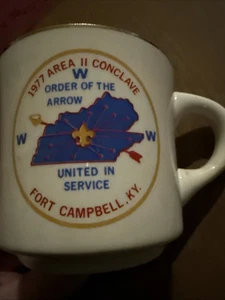 1977 AREA II CONCLAVE
W
ORDER OF THE
ARROW
W W
UNITED IN
SERVICE
FORT CAMPBELL, KY.